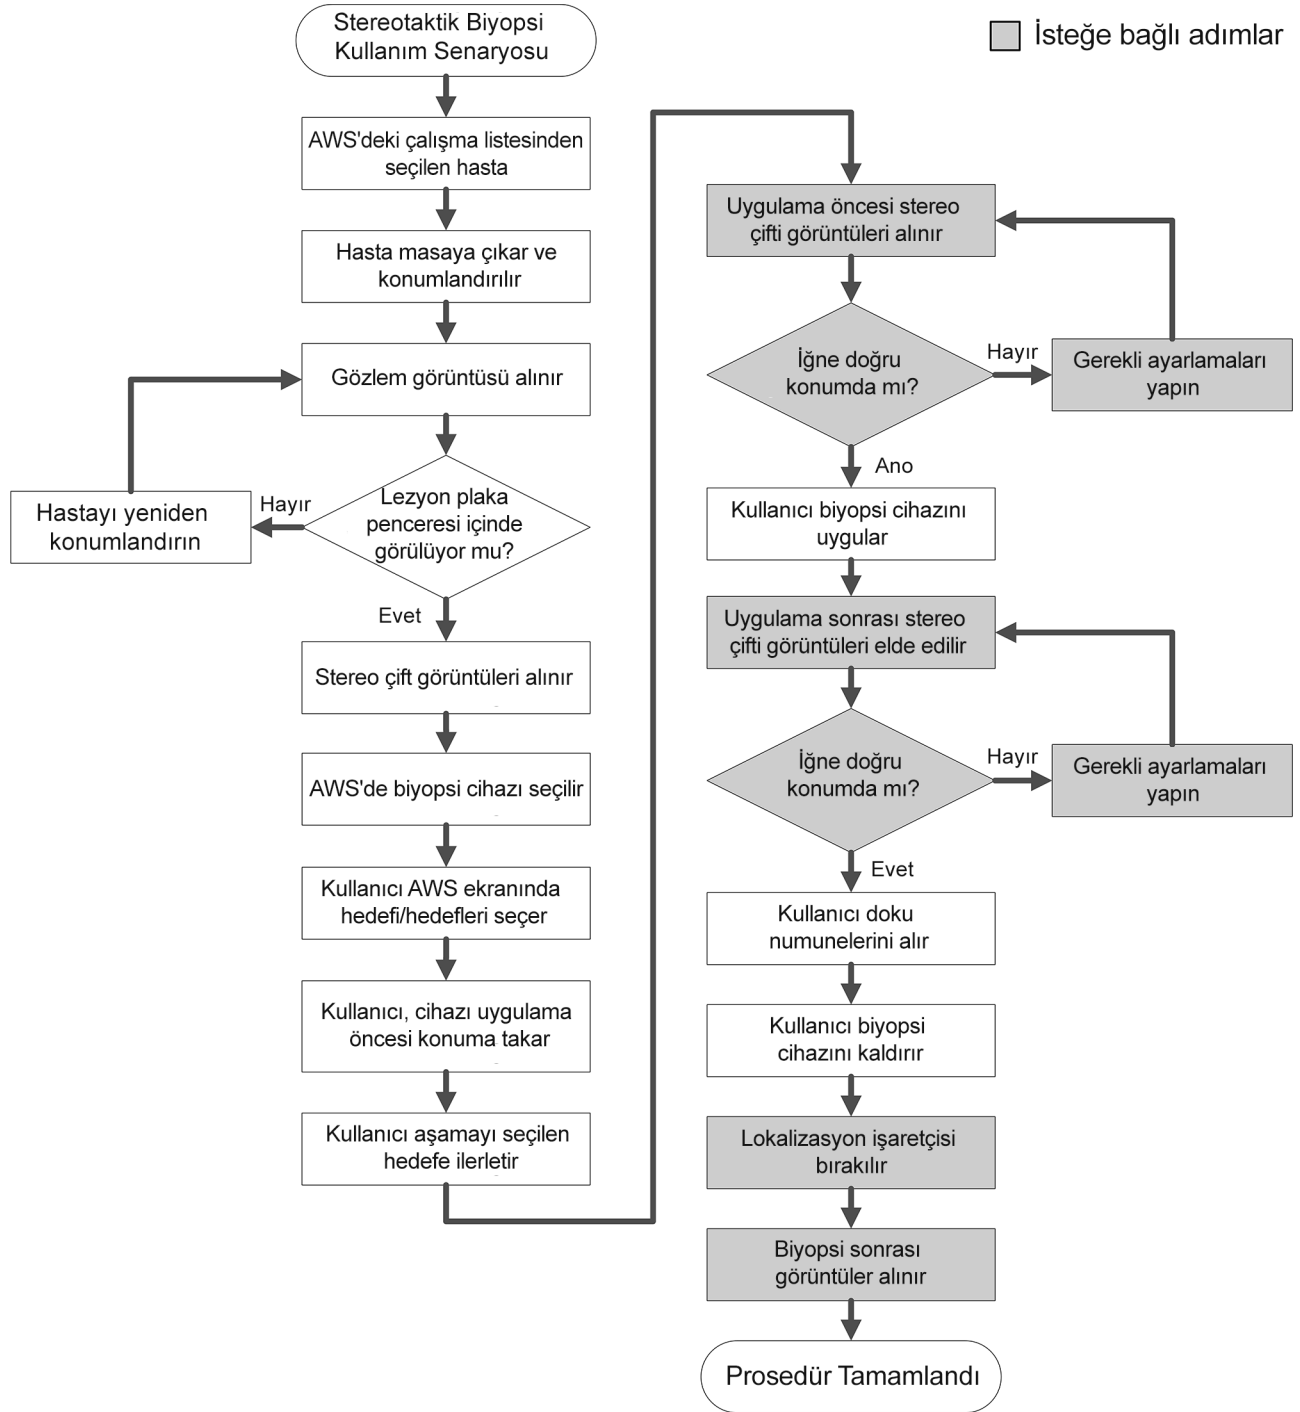 Stereotaktik Biyopsi
Kullanım Senaryosu
İsteğe bağlı adımlar
AWS'deki çalışma listesinden
seçilen hasta
Hasta masaya çıkar ve
konumlandırılır
Gözlem görüntüsü alınır
Lezyon plaka
penceresi içinde
görülüyor mu?
Hayır
Hastayı yeniden
konumlandırın
Evet
Stereo çift görüntüleri alınır
AWS'de biyopsi cihazı seçilir
Kullanıcı AWS ekranında
hedefi/hedefleri seçer
Kullanıcı, cihazı uygulama
öncesi konuma takar
Kullanıcı aşamayı seçilen
hedefe ilerletir
Uygulama öncesi stereo
çifti görüntüleri alınır
İğne doğru
konumda mı?
Hayır
Gerekli ayarlamaları
yapın
Ano
Kullanıcı biyopsi cihazını
uygular
Uygulama sonrası stereo
çifti görüntüleri elde edilir
İğne doğru
konumda mı?
Hayır
Gerekli ayarlamaları
yapın
Evet
Kullanıcı doku
numunelerini alır
Kullanıcı biyopsi
cihazını kaldırır
Lokalizasyon işaretçisi
bırakılır
Biyopsi sonrası
görüntüler alınır
Prosedür Tamamlandı